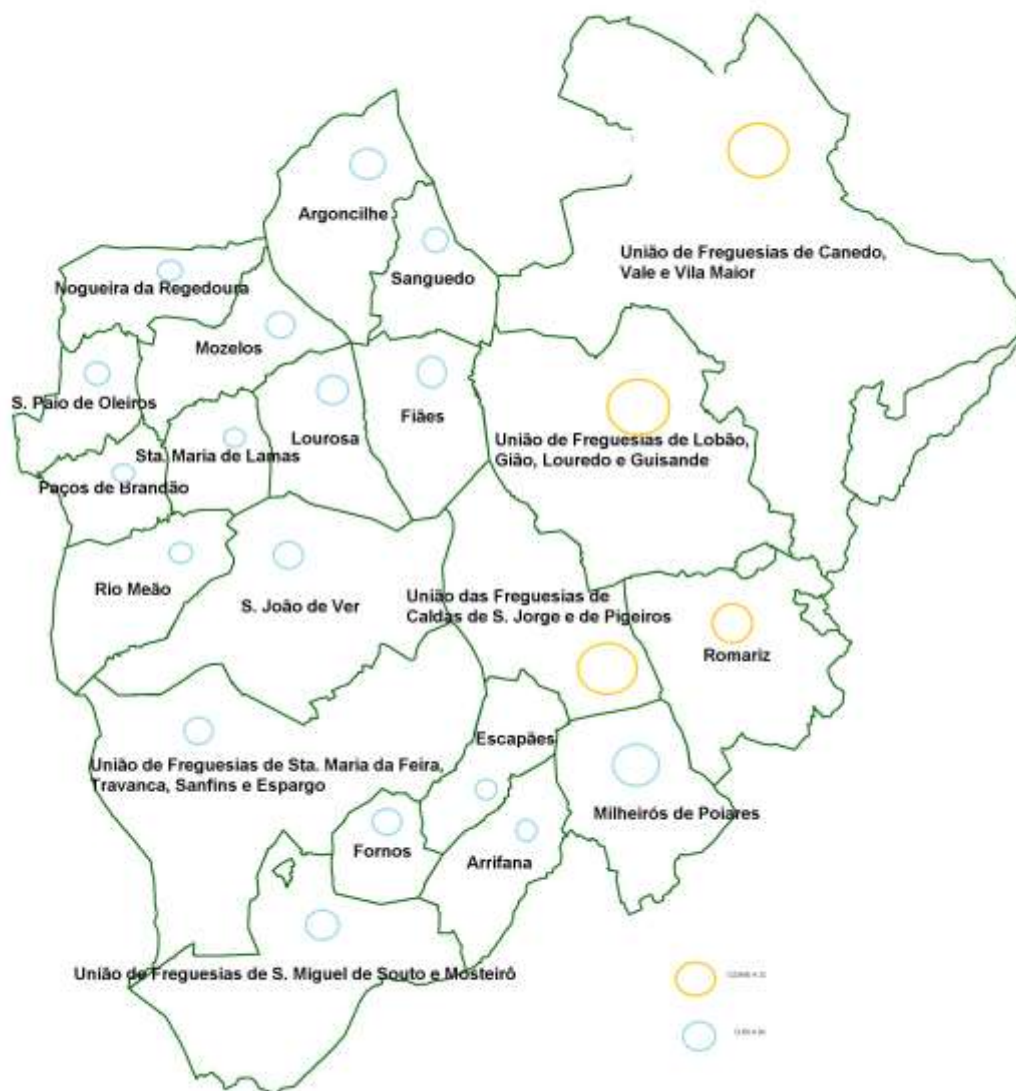 Argoncilhe
União de Freguesias de Canedo,
Vale e Vila Maior
Sanguedo
Nogueira da Regedoura
Mozelos
S. Paio de Oleiros
Fiães
Lourosa
União de Freguesias de Lobão,
Gião, Louredo e Guisande
Sta. Maria de Lamas
Paços de Brandão
Rio Meão
S. João de Ver
União das Freguesias de
Caldas de S. Jorge e de Pigeiros
Romariz
Escapães
União de Freguesias de Sta. Maria da Feira,
Travanca, Sanfins e Espargo
Milheirós de Poiares
Fornos
Arrifana
União de Freguesias de S. Miguel de Souto e Mosteirô